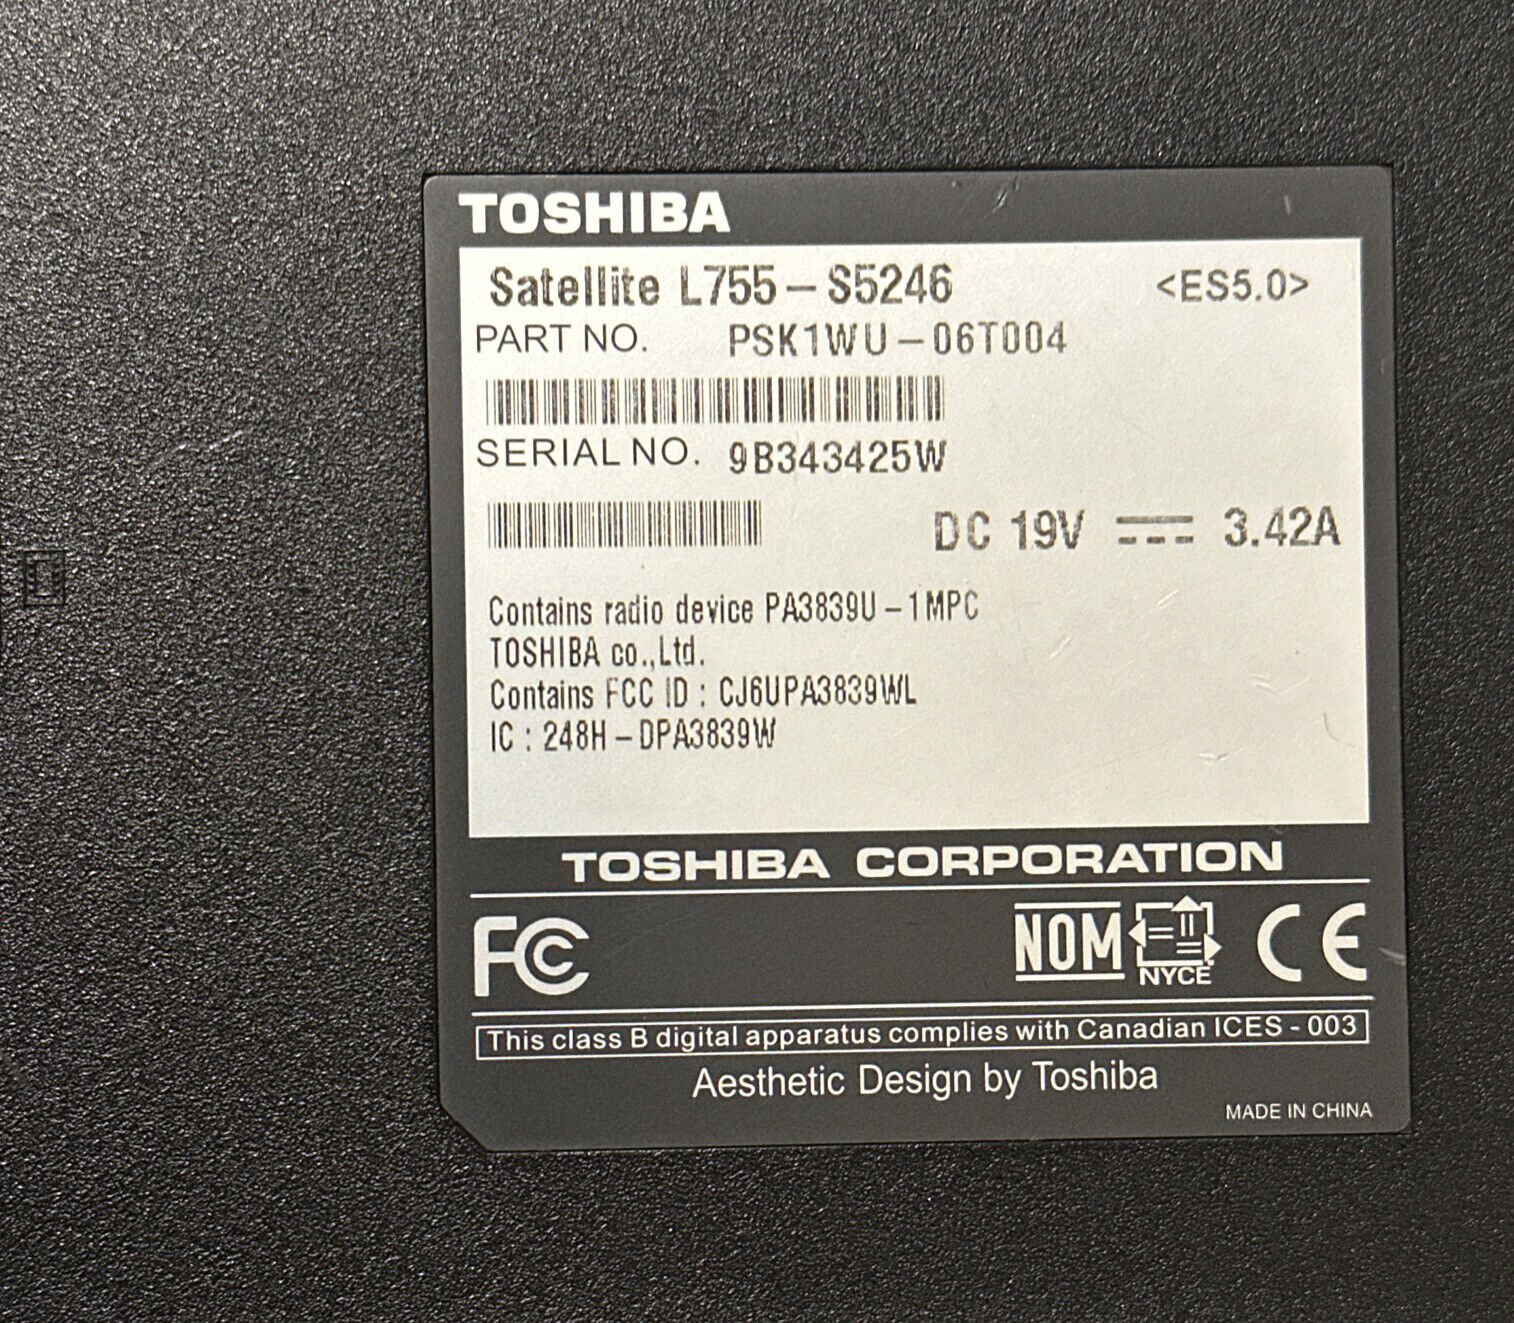 TOSHIBA
Satellite L755-S5246 <ES5.0>
PART NO. PSK1WU-06T004
SERIAL NO. 9B343425W
DC 19V ⎓ 3.42A
Contains radio device PA3839U-1MPC
TOSHIBA co.,Ltd.
Contains FCC ID : CJ6UPA3839WL
IC : 248H-DPA3839W
TOSHIBA CORPORATION
FC NOM NYCE CE
This class B digital apparatus complies with Canadian ICES - 003
Aesthetic Design by Toshiba
MADE IN CHINA